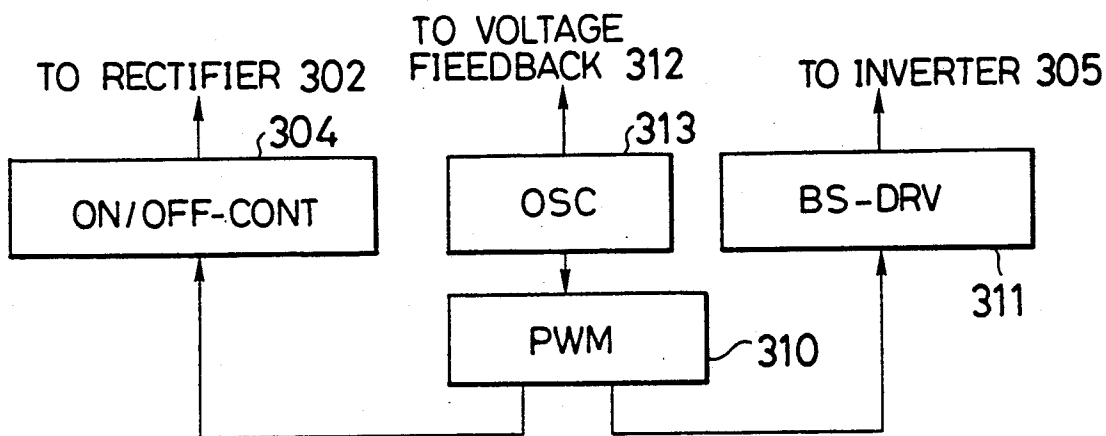 TO VOLTAGE
FIEEDBACK 312
TO RECTIFIER 302
TO INVERTER 305
304
313
ON/OFF-CONT
OSC
BS-DRV
311
PWM
310